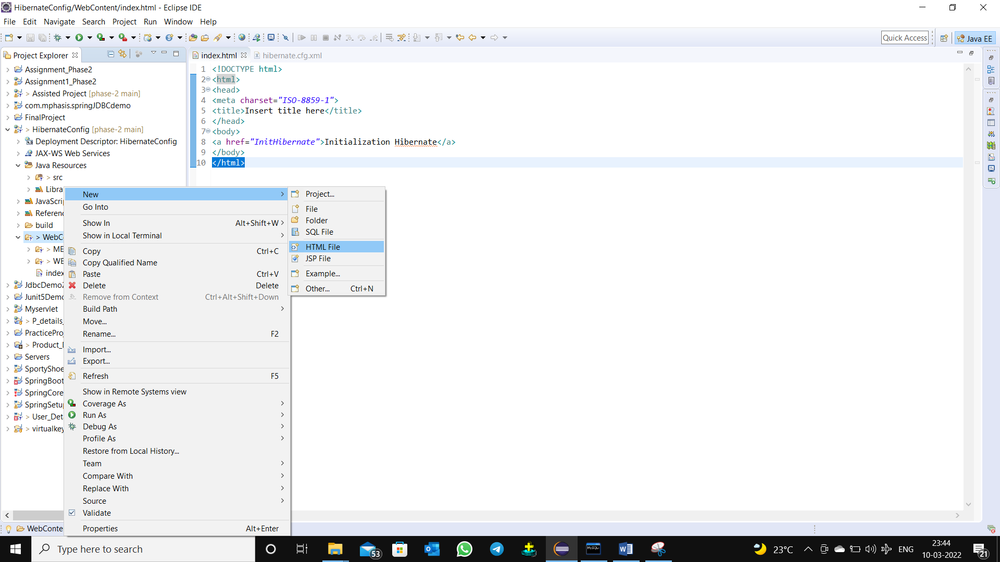 HibernateConfig/WebContent/index.html - Eclipse IDE
File Edit Navigate Search Project Run Window Help
Quick Access
Java EE
Project Explorer
index.html
hibernate.cfg.xml
Assignment_Phase2
Assignment1_Phase2
> Assisted Project [phase-2 main]
com.mphasis.springJDBCdemo
FinalProject
> HibernateConfig [phase-2 main]
Deployment Descriptor: HibernateConfig
JAX-WS Web Services
Java Resources
> src
Libra
JavaScrip
Referenc
build
> WebC
> ME
> WE
index
JdbcDemo2
Junit5Demo
Myservlet
> P_details_
PracticeProj
> Product_D
Servers
SportyShoe
SpringBoot
SpringCore
SpringSetup
> User_Det
> virtualkey
WebConte
1 <!DOCTYPE html>
2 <html>
3 <head>
4 <meta charset="ISO-8859-1">
5 <title>Insert title here</title>
6 </head>
7 <body>
8 <a href="InitHibernate">Initialization Hibernate</a>
9 </body>
10 </html>
New
Go Into
Show In Alt+Shift+W
Show in Local Terminal
Copy Ctrl+C
Copy Qualified Name
Paste Ctrl+V
Delete Delete
Remove from Context Ctrl+Alt+Shift+Down
Build Path
Move...
Rename... F2
Import...
Export...
Refresh F5
Show in Remote Systems view
Coverage As
Run As
Debug As
Profile As
Restore from Local History...
Team
Compare With
Replace With
Source
Validate
Properties Alt+Enter
Project...
File
Folder
SQL File
HTML File
JSP File
Example...
Other... Ctrl+N
Type here to search
53
MySQL
23°C
ENG
23:44
10-03-2022
21